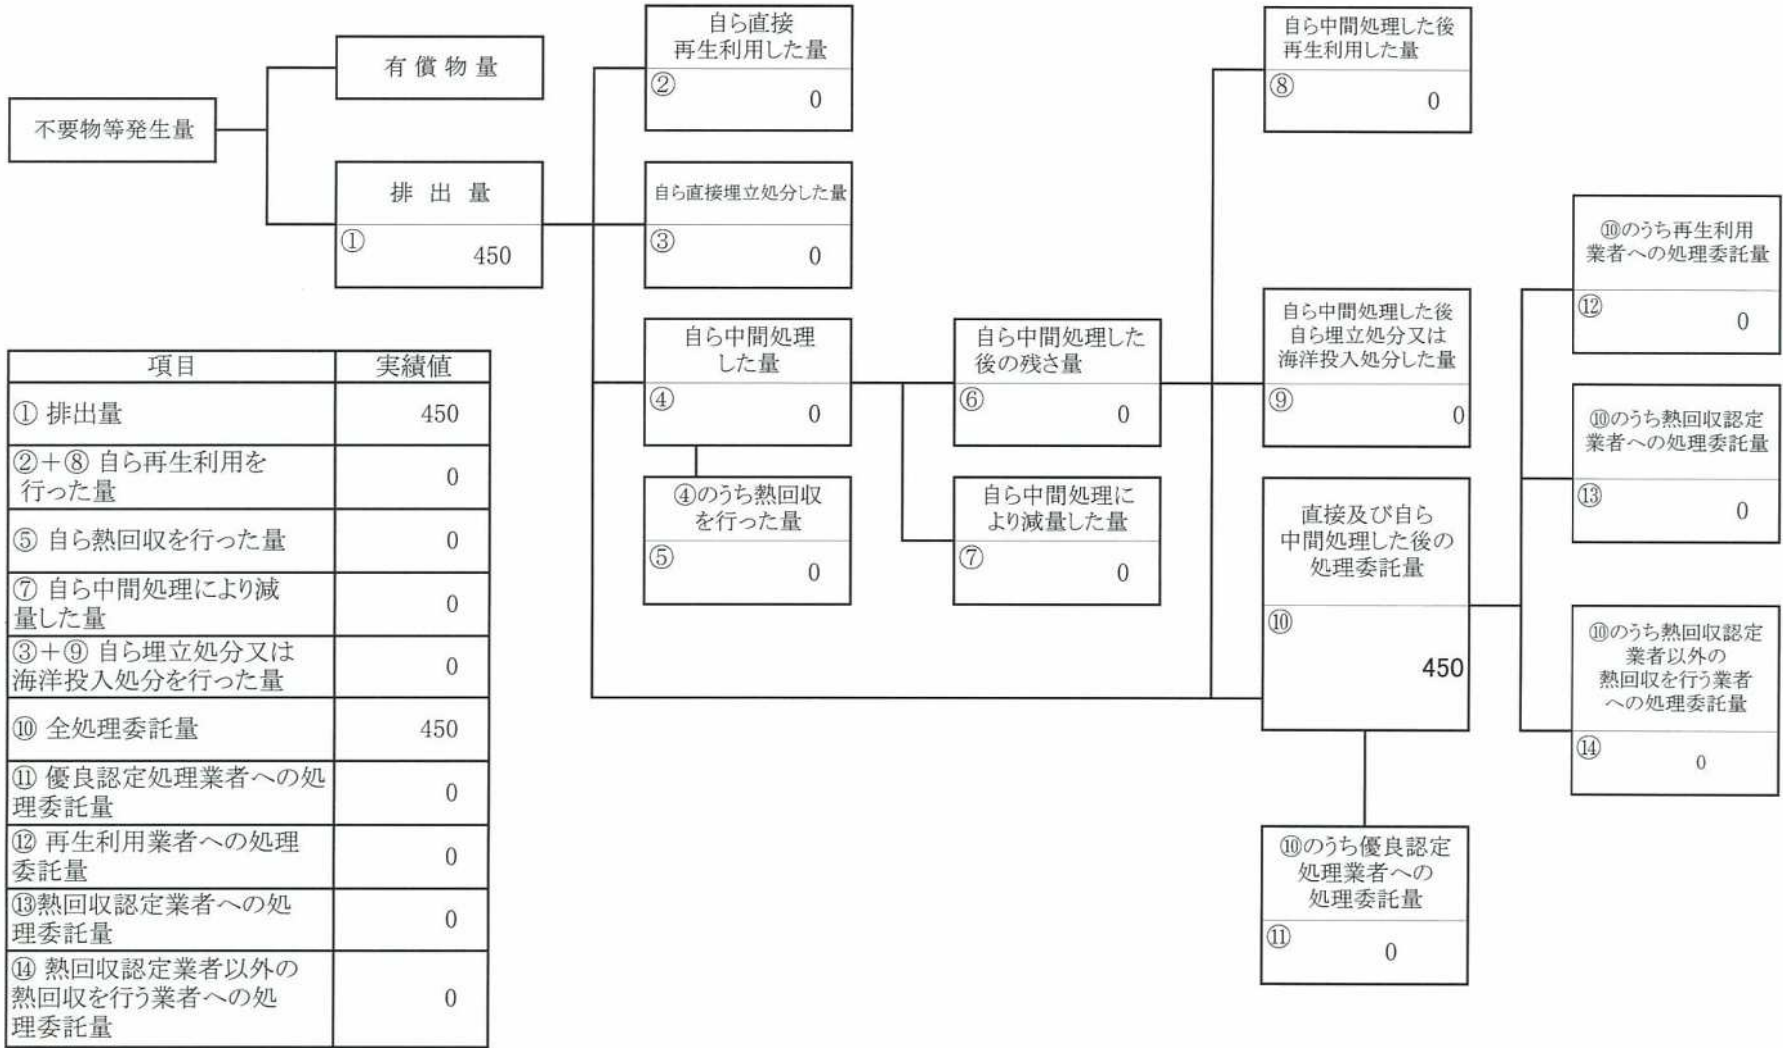 不要物等発生量
有償物量
排出量
①
450
自ら直接
再生利用した量
②
0
自ら直接埋立処分した量
③
0
自ら中間処理
した量
④
0
④のうち熱回収
を行った量
⑤
0
自ら中間処理した
後の残さ量
⑥
0
自ら中間処理に
より減量した量
⑦
0
自ら中間処理した後
再生利用した量
⑧
0
自ら中間処理した後
自ら埋立処分又は
海洋投入処分した量
⑨
0
直接及び自ら
中間処理した後の
処理委託量
⑩
450
⑩のうち優良認定
処理業者への
処理委託量
⑪
0
⑩のうち再生利用
業者への処理委託量
⑫
0
⑩のうち熱回収認定
業者への処理委託量
⑬
0
⑩のうち熱回収認定
業者以外の
熱回収を行う業者
への処理委託量
⑭
0
項目 実績値
① 排出量 450
②+⑧ 自ら再生利用を
行った量
0
⑤ 自ら熱回収を行った量 0
⑦ 自ら中間処理により減
量した量
0
③+⑨ 自ら埋立処分又は
海洋投入処分を行った量
0
⑩ 全処理委託量 450
⑪ 優良認定処理業者への処
理委託量
0
⑫ 再生利用業者への処理
委託量
0
⑬熱回収認定業者への処
理委託量
0
⑭ 熱回収認定業者以外の
熱回収を行う業者への処
理委託量
0